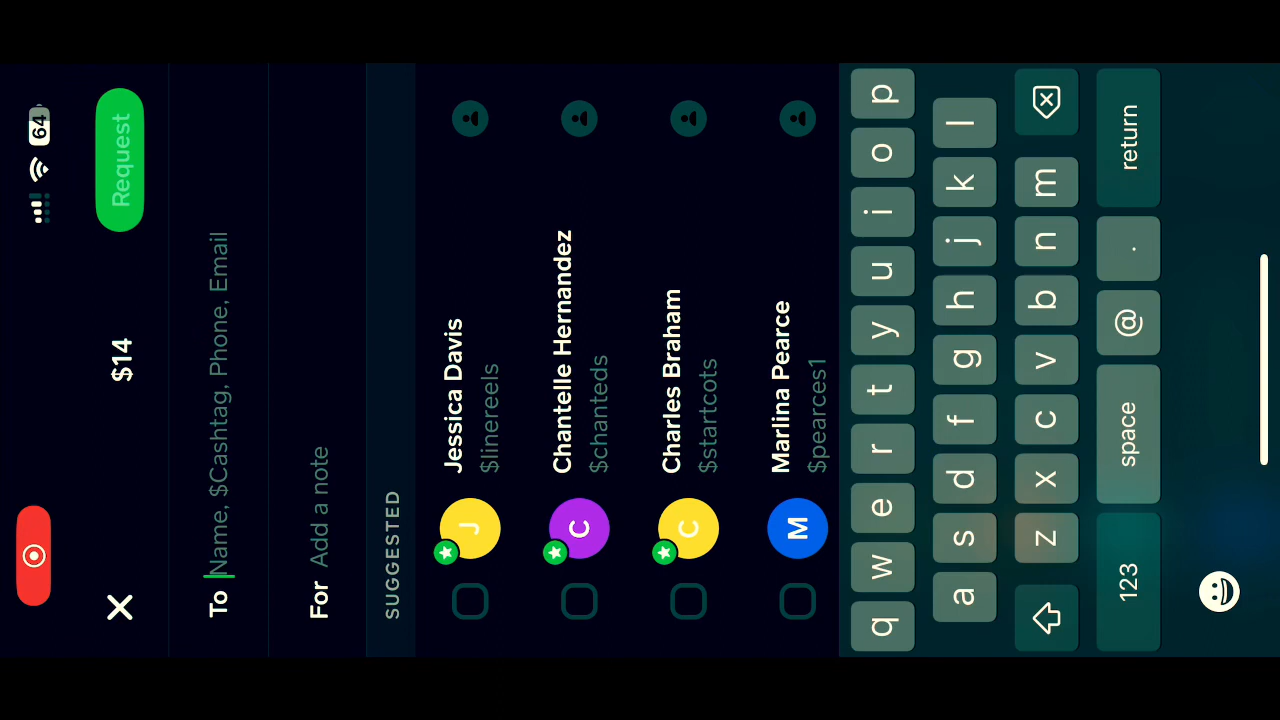 64
$14
Request
To Name, $Cashtag, Phone, Email
For Add a note
SUGGESTED
J
Jessica Davis
$linereels
C
Chantelle Hernandez
$chanteds
C
Charles Braham
$startcots
M
Marlina Pearce
$pearces1
q w e r t y u i o p
a s d f g h j k l
z x c v b n m
123 space @ . return